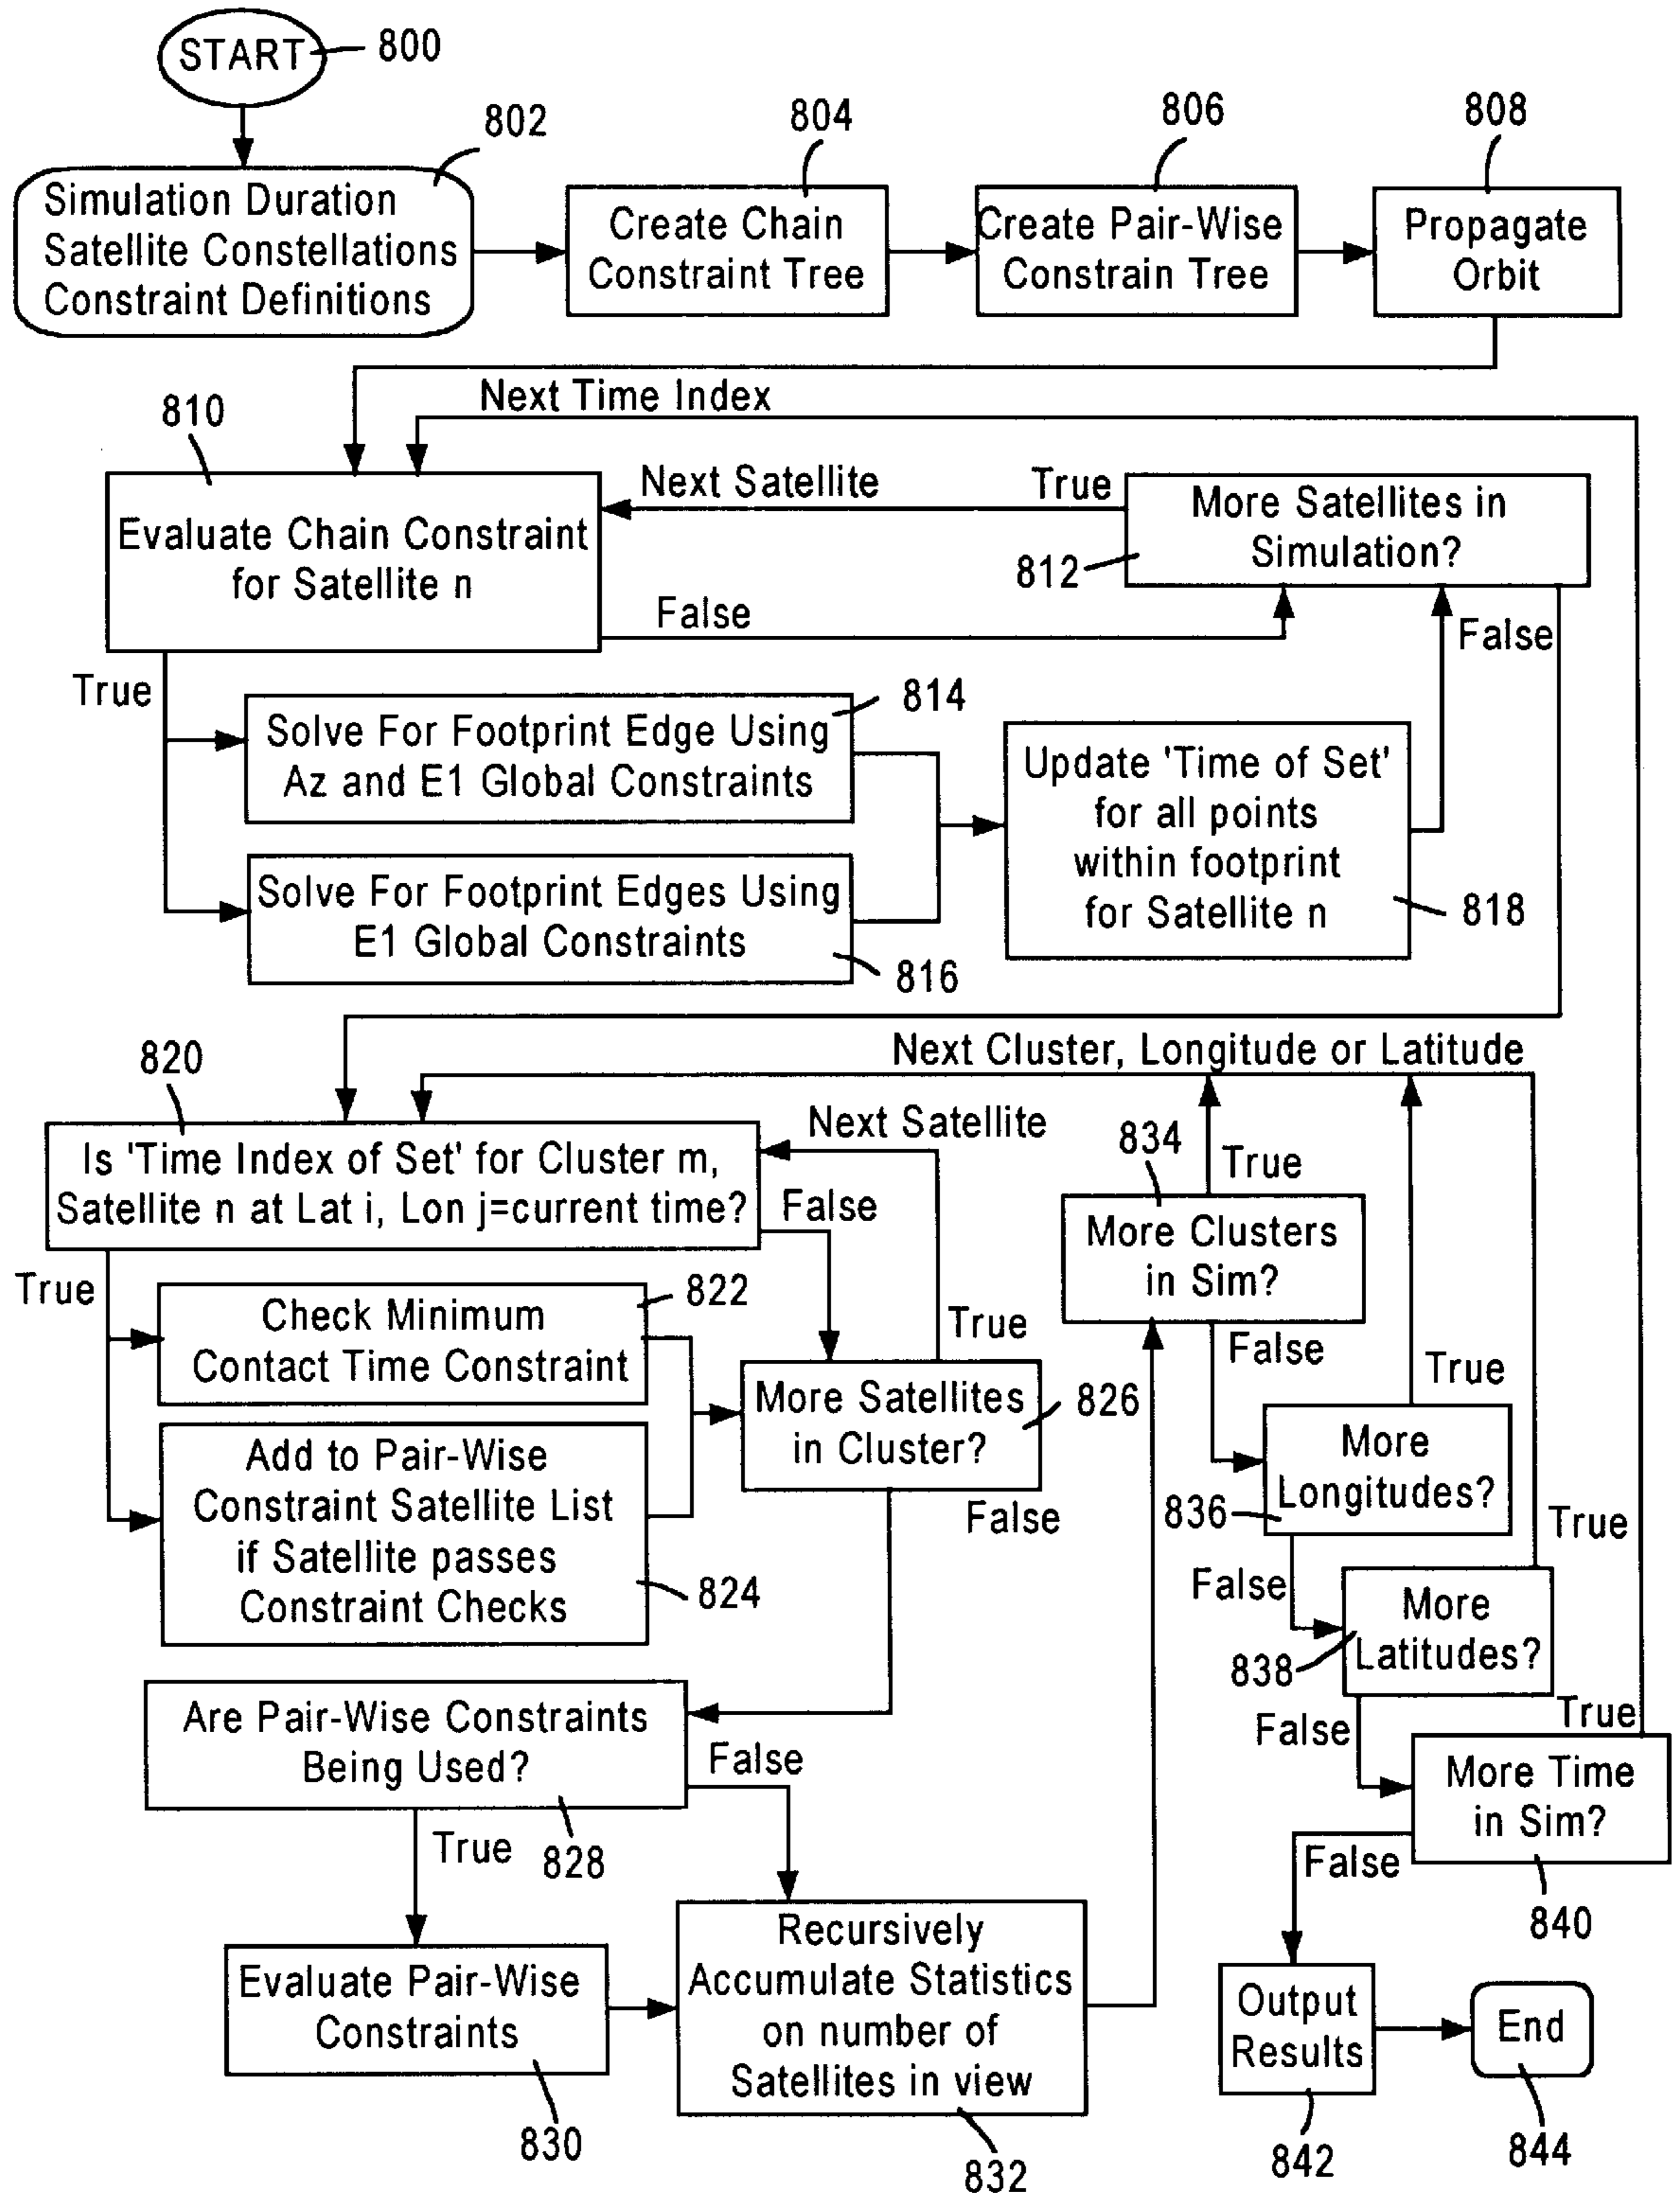 START
800
802
Simulation Duration
Satellite Constellations
Constraint Definitions
804
Create Chain
Constraint Tree
806
Create Pair-Wise
Constrain Tree
808
Propagate
Orbit
Next Time Index
810
Evaluate Chain Constraint
for Satellite n
Next Satellite
True
More Satellites in
Simulation?
812
False
False
True
Solve For Footprint Edge Using
Az and E1 Global Constraints
814
Solve For Footprint Edges Using
E1 Global Constraints
816
Update 'Time of Set'
for all points
within footprint
for Satellite n
818
Next Cluster, Longitude or Latitude
820
Is 'Time Index of Set' for Cluster m,
Satellite n at Lat i, Lon j=current time?
Next Satellite
False
True
Check Minimum
Contact Time Constraint
822
Add to Pair-Wise
Constraint Satellite List
if Satellite passes
Constraint Checks
824
True
More Satellites
in Cluster?
826
False
834
True
More Clusters
in Sim?
False
True
More
Longitudes?
836
False
True
More
Latitudes?
838
False
True
More Time
in Sim?
840
False
Are Pair-Wise Constraints
Being Used?
828
False
True
Evaluate Pair-Wise
Constraints
830
Recursively
Accumulate Statistics
on number of
Satellites in view
832
Output
Results
842
End
844